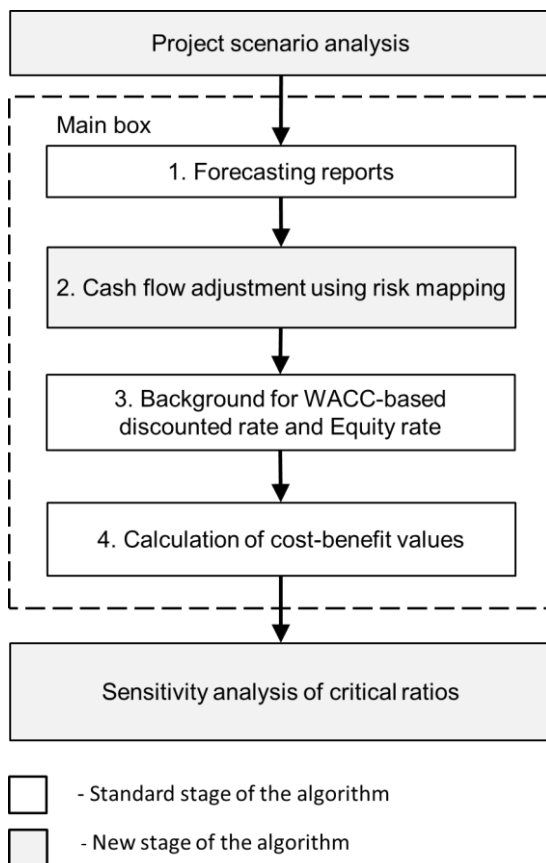 Project scenario analysis
Main box
1. Forecasting reports
2. Cash flow adjustment using risk mapping
3. Background for WACC-based
discounted rate and Equity rate
4. Calculation of cost-benefit values
Sensitivity analysis of critical ratios
- Standard stage of the algorithm
- New stage of the algorithm